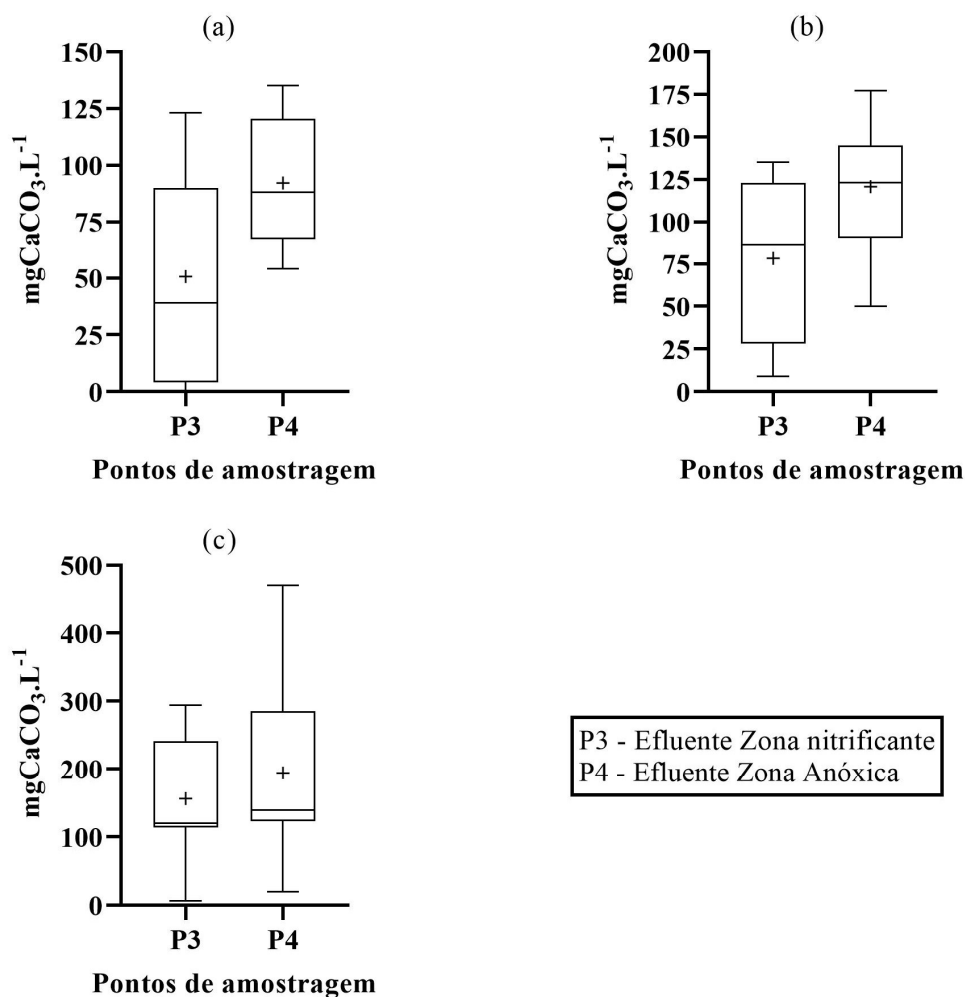 (a)
150
125
100
75
50
25
0
mgCaCO₃.L⁻¹
P3 P4
Pontos de amostragem
(b)
200
175
150
125
100
75
50
25
0
mgCaCO₃.L⁻¹
P3 P4
Pontos de amostragem
(c)
500
400
300
200
100
0
mgCaCO₃.L⁻¹
P3 P4
Pontos de amostragem
P3 - Efluente Zona nitrificante
P4 - Efluente Zona Anóxica